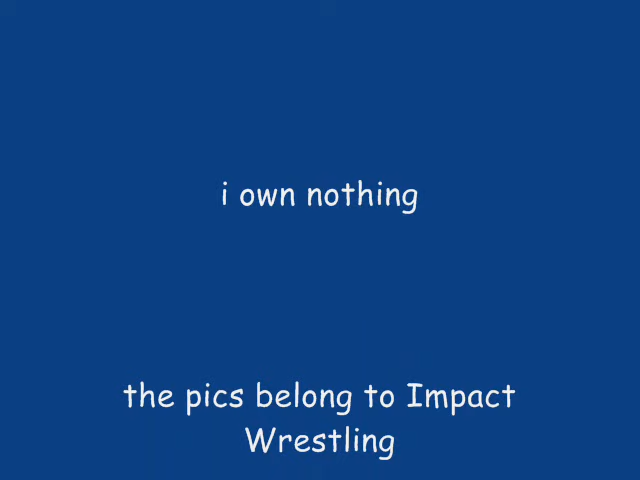 i own nothing
the pics belong to Impact
Wrestling